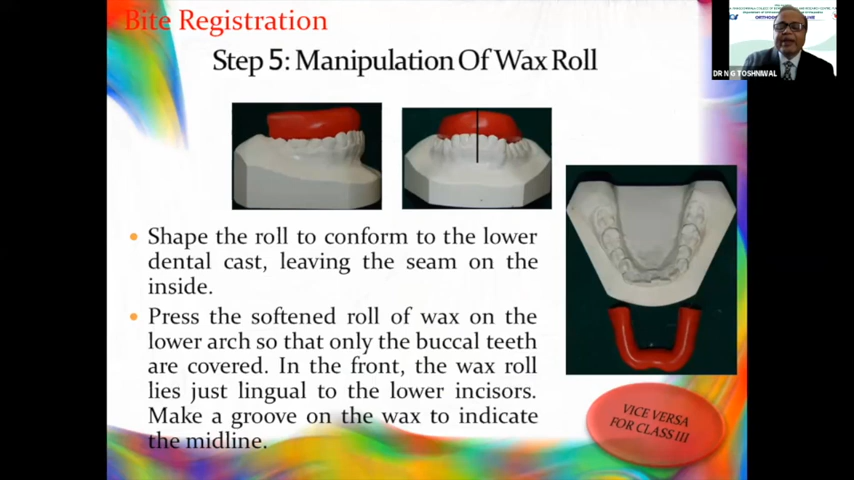 Bite Registration
Step 5: Manipulation Of Wax Roll
DR N G TOSHNIWAL
Shape the roll to conform to the lower
dental cast, leaving the seam on the
inside.
Press the softened roll of wax on the
lower arch so that only the buccal teeth
are covered. In the front, the wax roll
lies just lingual to the lower incisors.
Make a groove on the wax to indicate
the midline.
VICE VERSA
FOR CLASS III